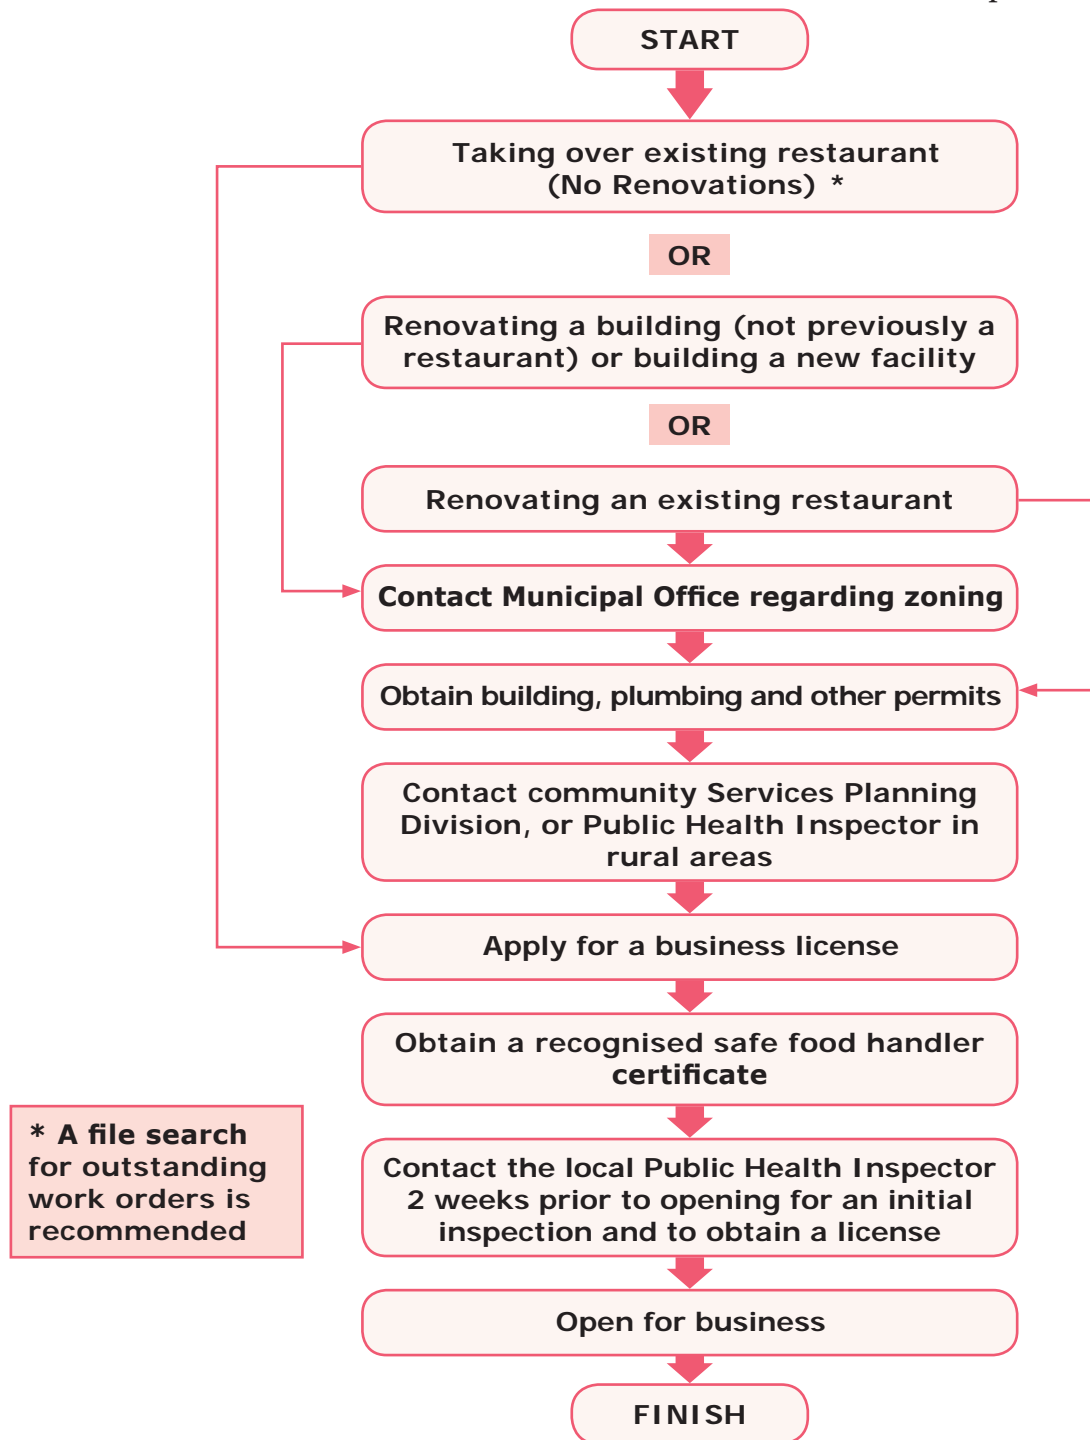 START
Taking over existing restaurant
(No Renovations) *
OR
Renovating a building (not previously a
restaurant) or building a new facility
OR
Renovating an existing restaurant
Contact Municipal Office regarding zoning
Obtain building, plumbing and other permits
Contact community Services Planning
Division, or Public Health Inspector in
rural areas
Apply for a business license
Obtain a recognised safe food handler
certificate
* A file search
for outstanding
work orders is
recommended
Contact the local Public Health Inspector
2 weeks prior to opening for an initial
inspection and to obtain a license
Open for business
FINISH